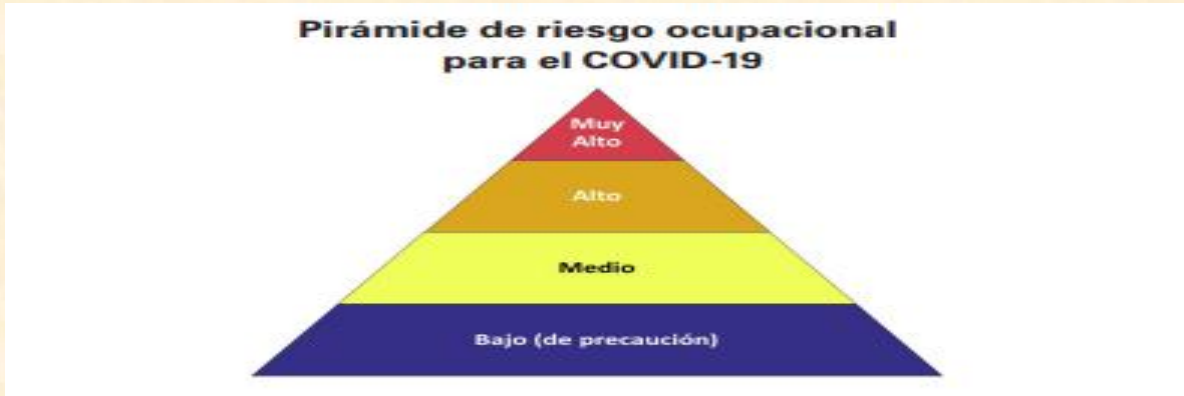 Pirámide de riesgo ocupacional
para el COVID-19
Muy
Alto
Alto
Medio
Bajo (de precaución)